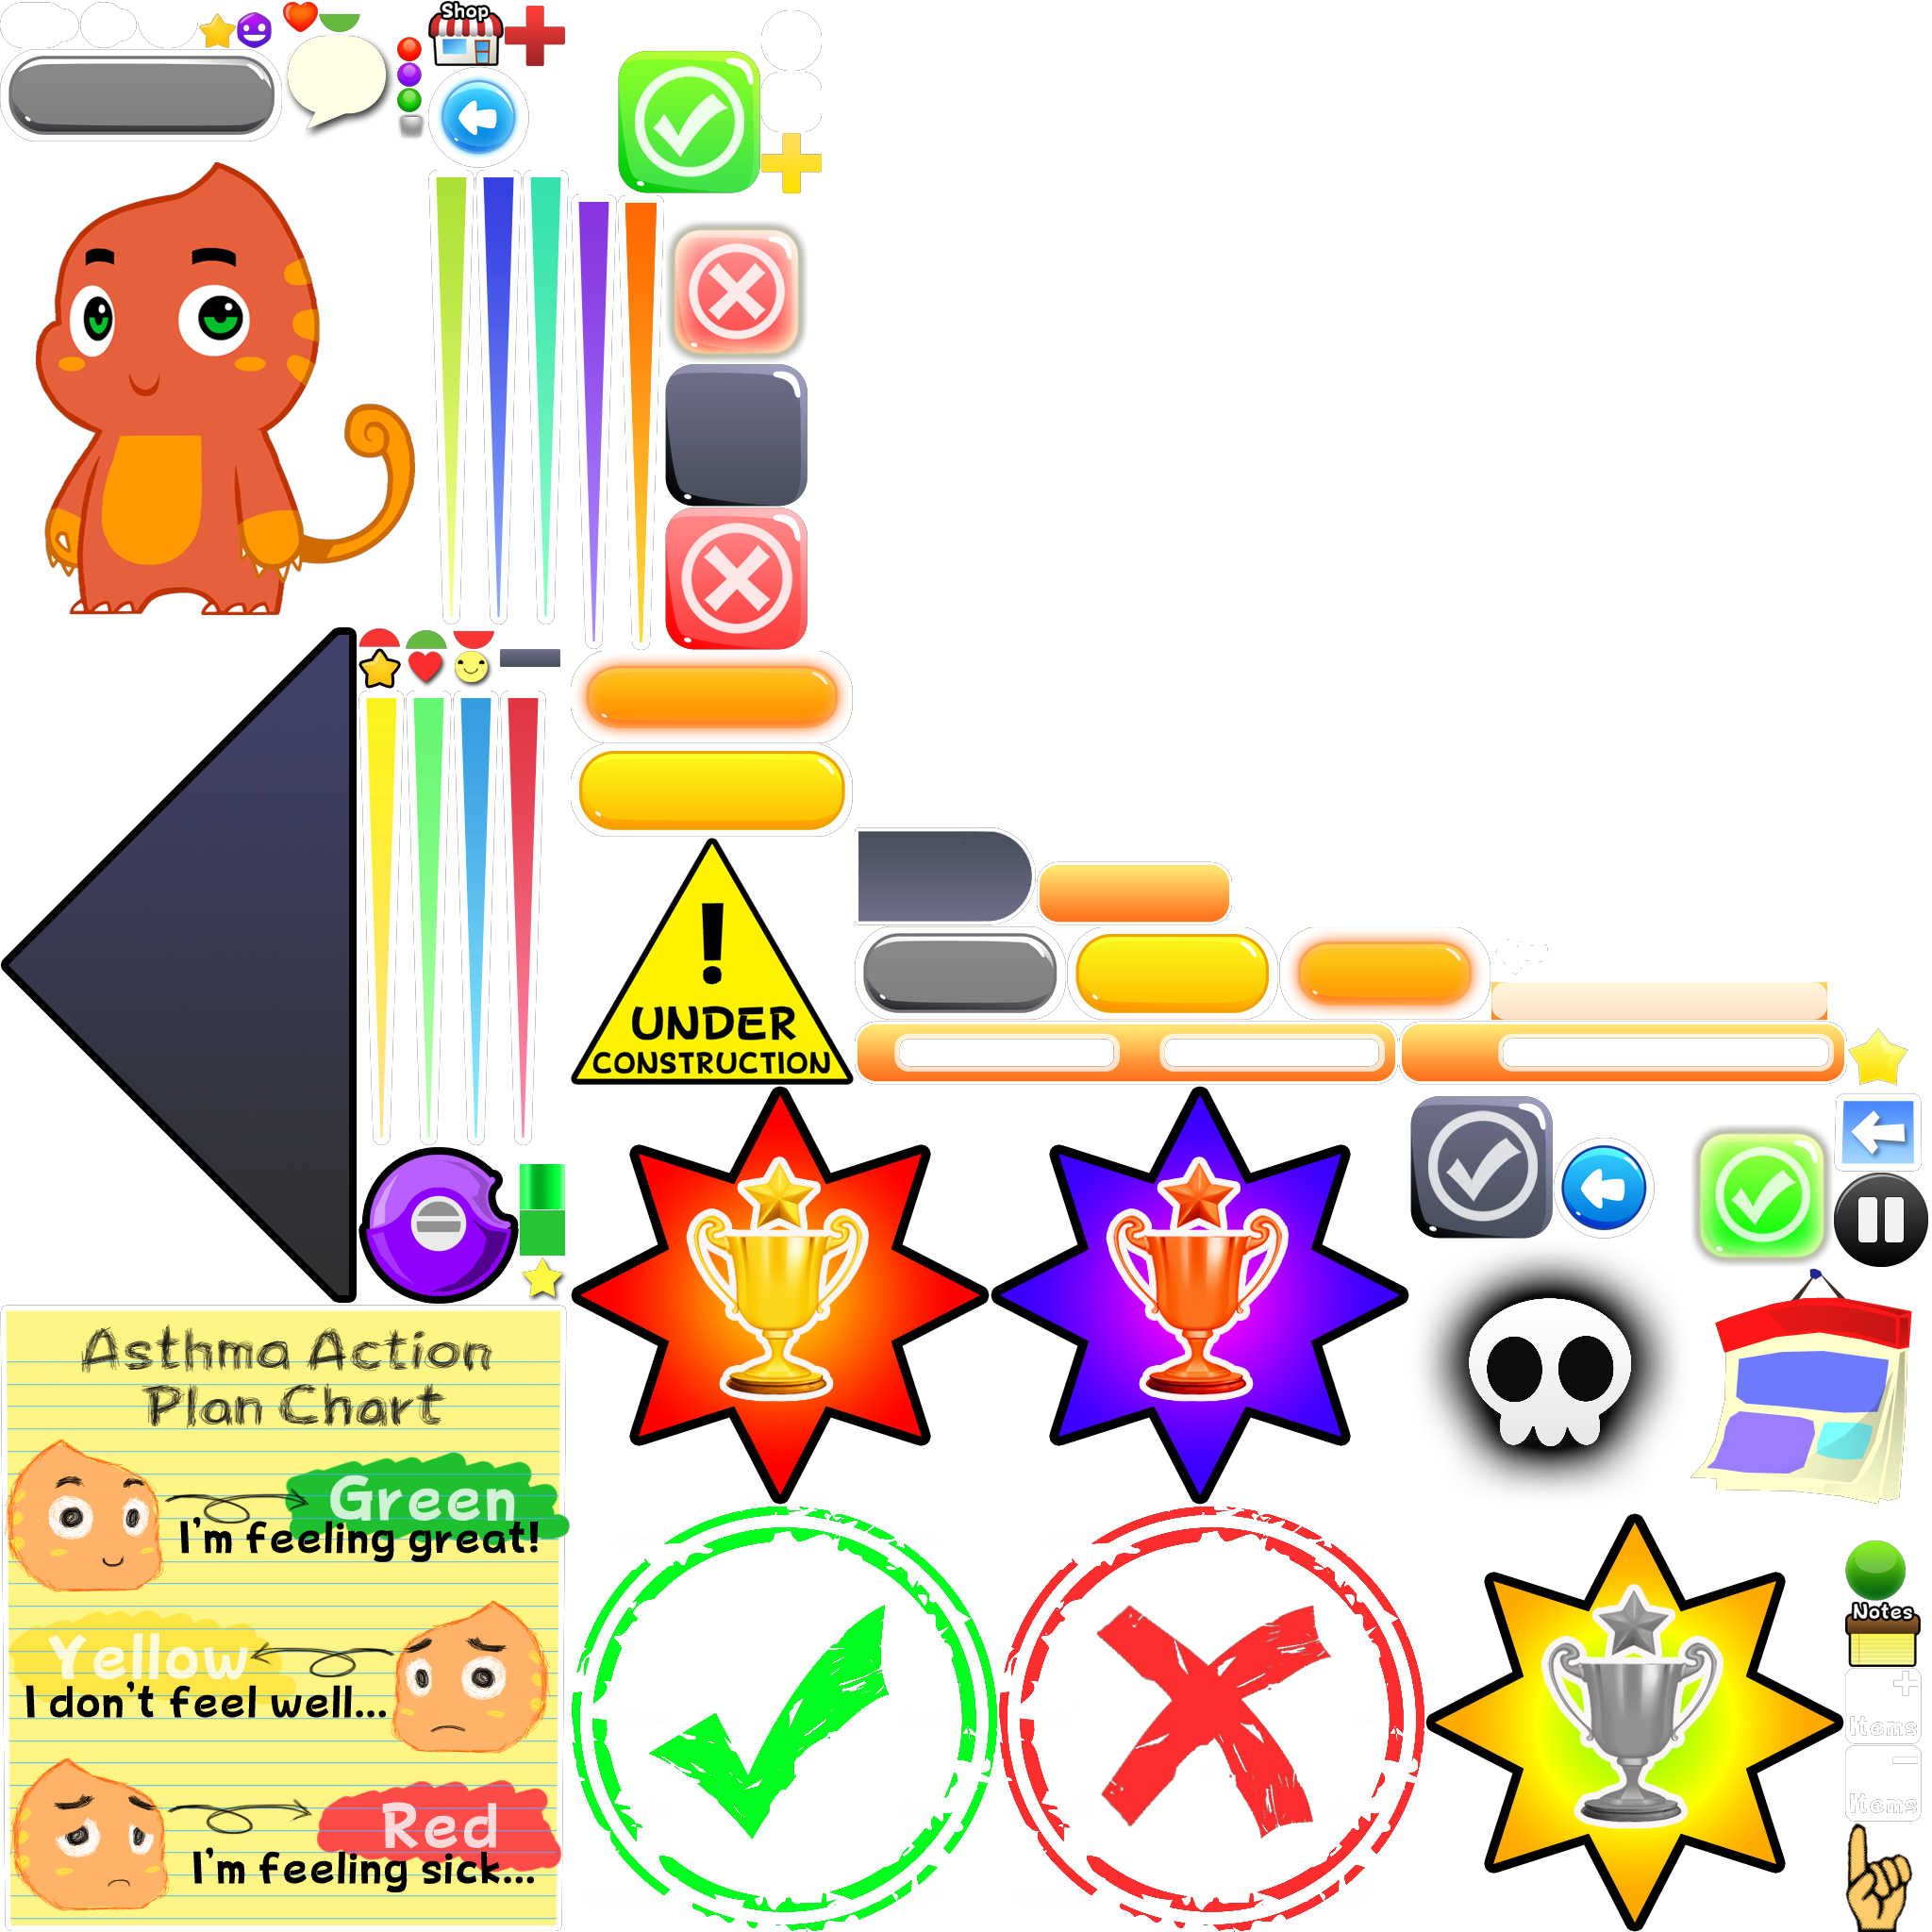 Shop
!
UNDER
CONSTRUCTION
Asthma Action
Plan Chart
Green
I'm feeling great!
Yellow
I don't feel well...
Red
I'm feeling sick...
Notes
+
Items
-
Items